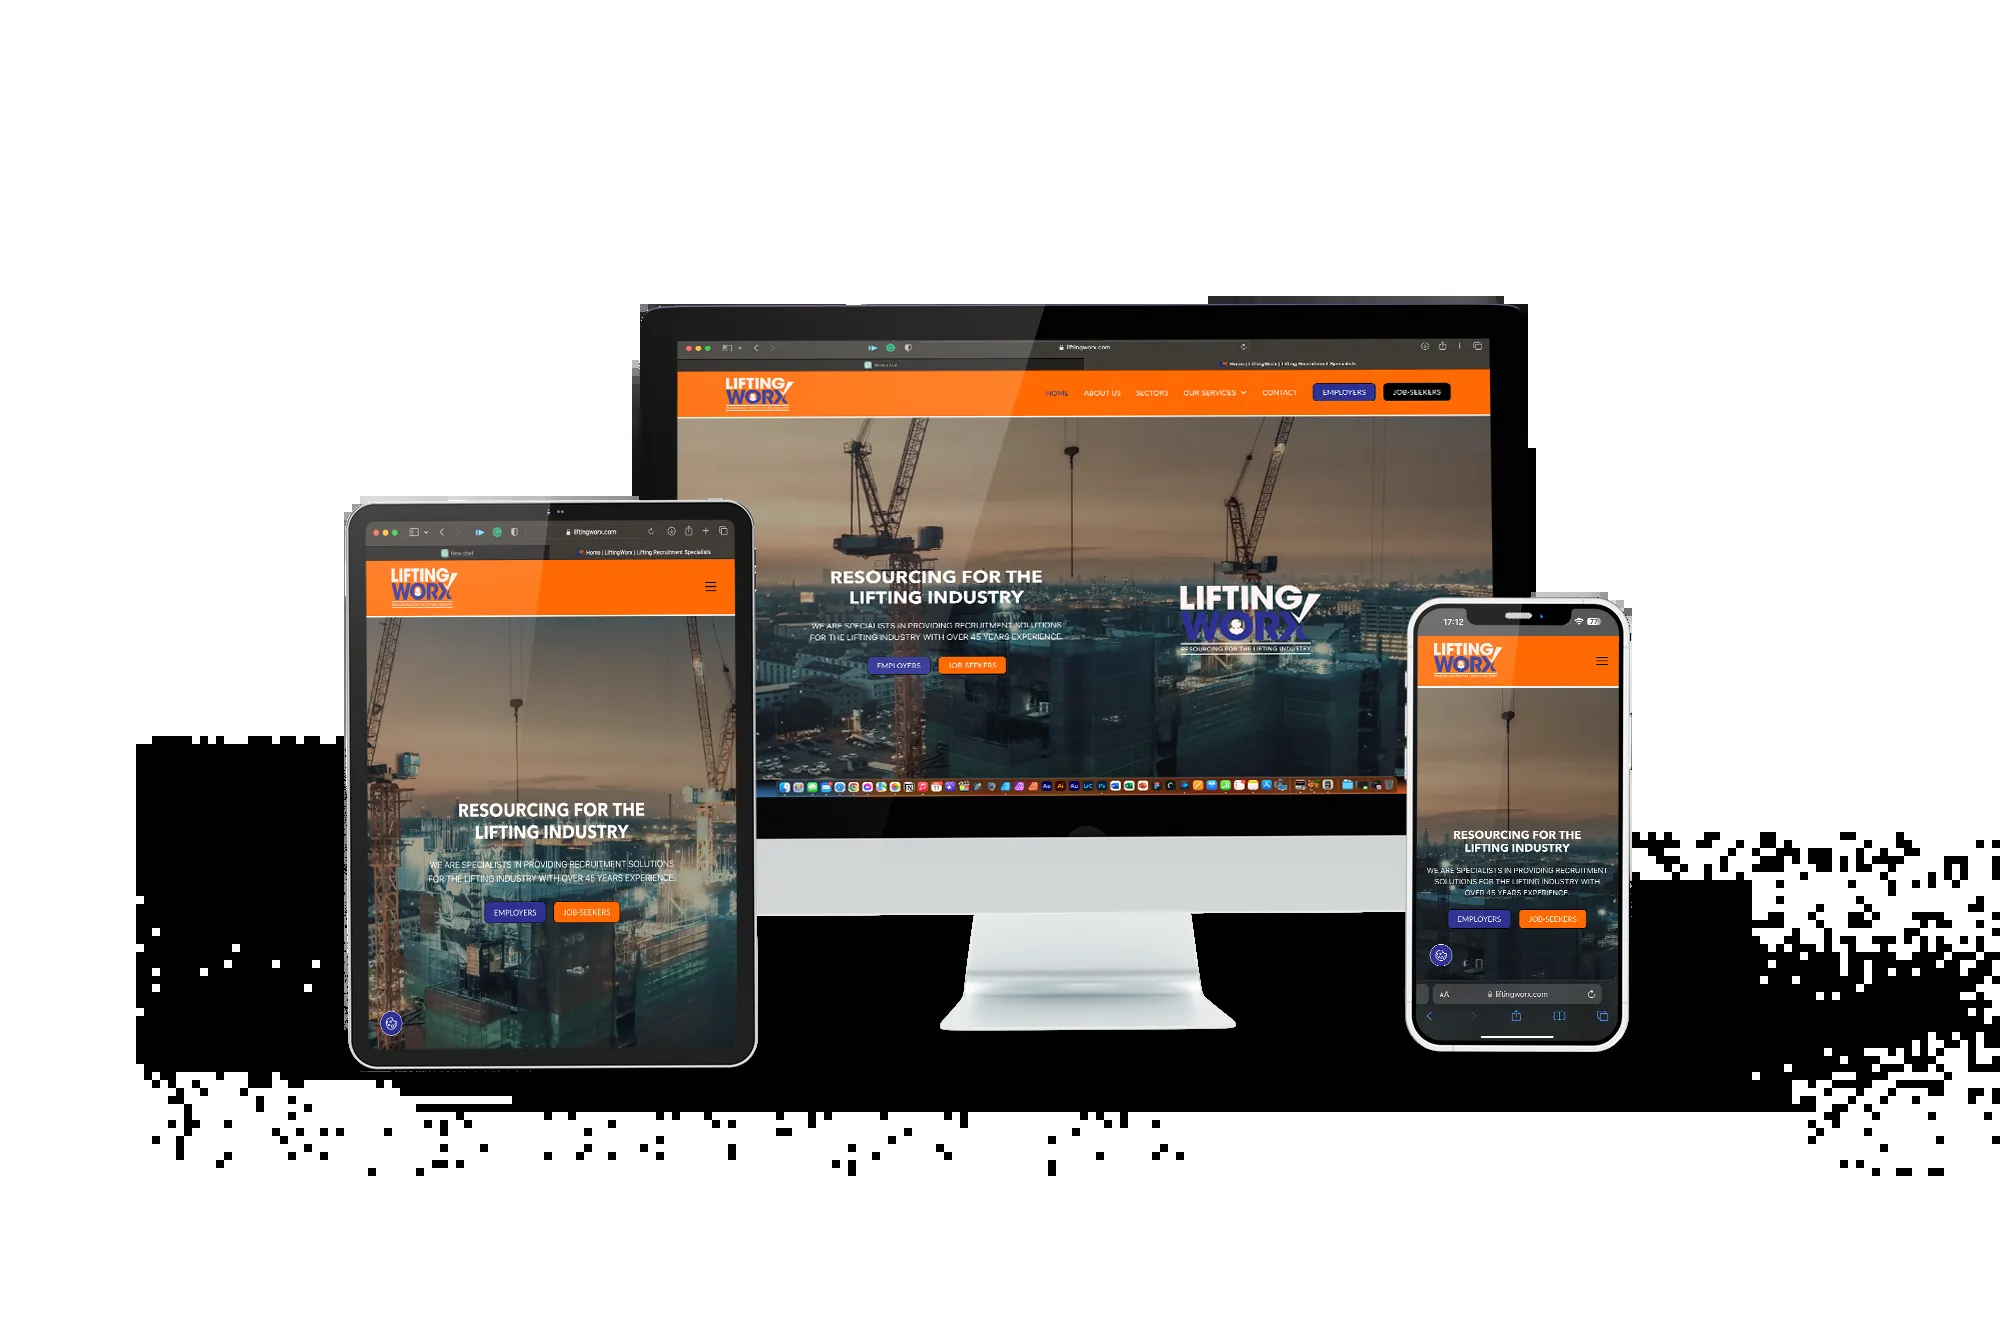 liftingworx.com
Home | LiftingWorx | Lifting Recruitment Specialists
LIFTING
WORX
HOME ABOUT US SECTORS OUR SERVICES CONTACT EMPLOYERS JOB-SEEKERS
RESOURCING FOR THE
LIFTING INDUSTRY
WE ARE SPECIALISTS IN PROVIDING RECRUITMENT SOLUTIONS
FOR THE LIFTING INDUSTRY WITH OVER 45 YEARS EXPERIENCE.
EMPLOYERS JOB-SEEKERS
LIFTING
WORX
RESOURCING FOR THE LIFTING INDUSTRY
liftingworx.com
New chat
Home | LiftingWorx | Lifting Recruitment Specialists
LIFTING
WORX
RESOURCING FOR THE
LIFTING INDUSTRY
WE ARE SPECIALISTS IN PROVIDING RECRUITMENT SOLUTIONS
FOR THE LIFTING INDUSTRY WITH OVER 45 YEARS EXPERIENCE.
EMPLOYERS JOB-SEEKERS
17:12 77
LIFTING
WORX
RESOURCING FOR THE
LIFTING INDUSTRY
WE ARE SPECIALISTS IN PROVIDING RECRUITMENT
SOLUTIONS FOR THE LIFTING INDUSTRY WITH
OVER 45 YEARS EXPERIENCE.
EMPLOYERS JOB-SEEKERS
AA liftingworx.com